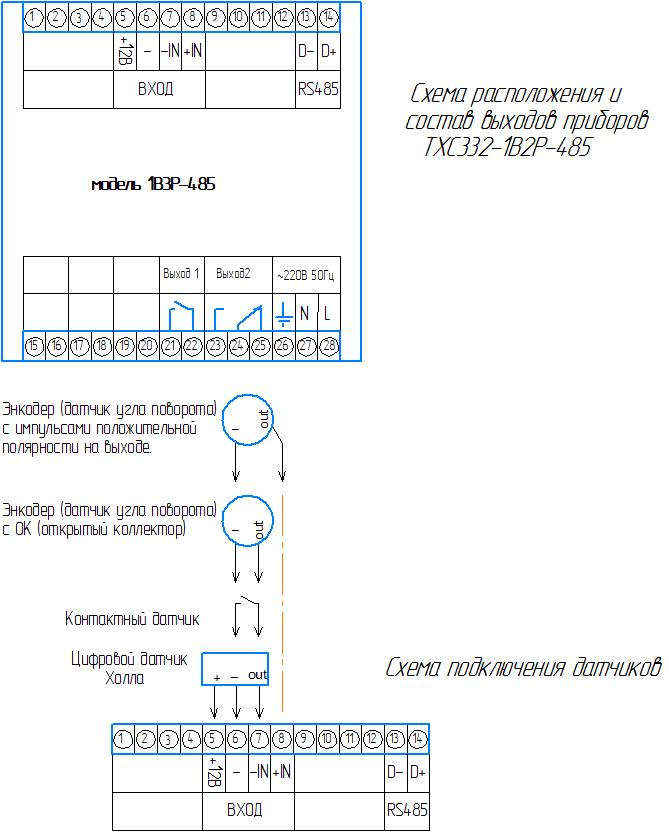 1 2 3 4 5 6 7 8 9 10 11 12 13 14
+12В – –IN +IN D– D+
ВХОД RS485
Схема расположения и
состав выходов приборов
ТХС332–1В2Р–485
модель 1В3Р–485
Выход 1 Выход2 ~220В 50Гц
N L
15 16 17 18 19 20 21 22 23 24 25 26 27 28
Энкодер (датчик угла поворота)
с импульсами положительной
полярности на выходе.
– out
Энкодер (датчик угла поворота)
с ОК (открытый коллектор)
– out
Контактный датчик
Цифровой датчик
Холла
+ – out
Схема подключения датчиков
1 2 3 4 5 6 7 8 9 10 11 12 13 14
+12В – –IN +IN D– D+
ВХОД RS485